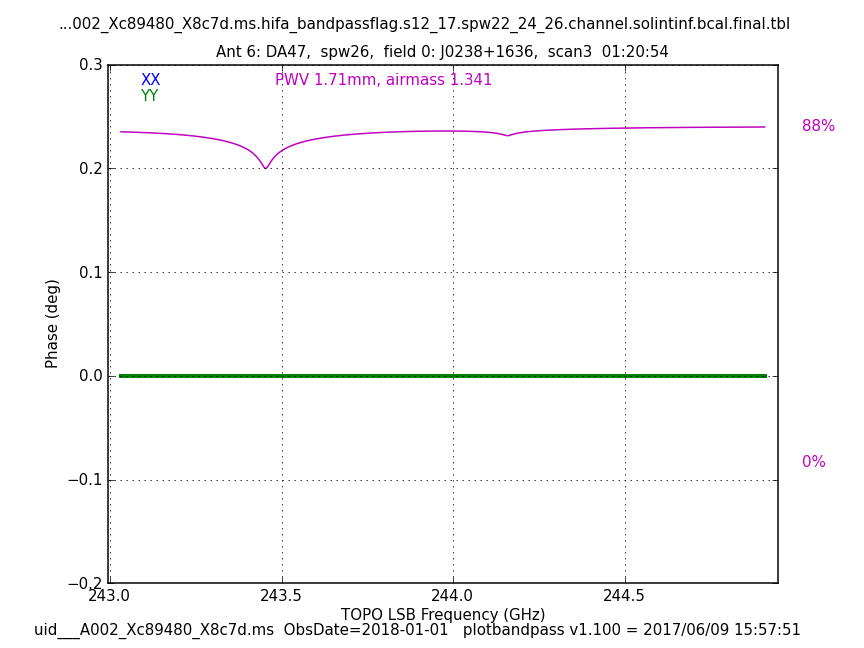 ...002_Xc89480_X8c7d.ms.hifa_bandpassflag.s12_17.spw22_24_26.channel.solintinf.bcal.final.tbl
Ant 6: DA47, spw26, field 0: J0238+1636, scan3 01:20:54
0.3
XX
PWV 1.71mm, airmass 1.341
YY
88%
0.2
0.1
Phase (deg)
0.0
0%
−0.1
−0.2
243.0 243.5 244.0 244.5
TOPO LSB Frequency (GHz)
uid___A002_Xc89480_X8c7d.ms ObsDate=2018-01-01 plotbandpass v1.100 = 2017/06/09 15:57:51